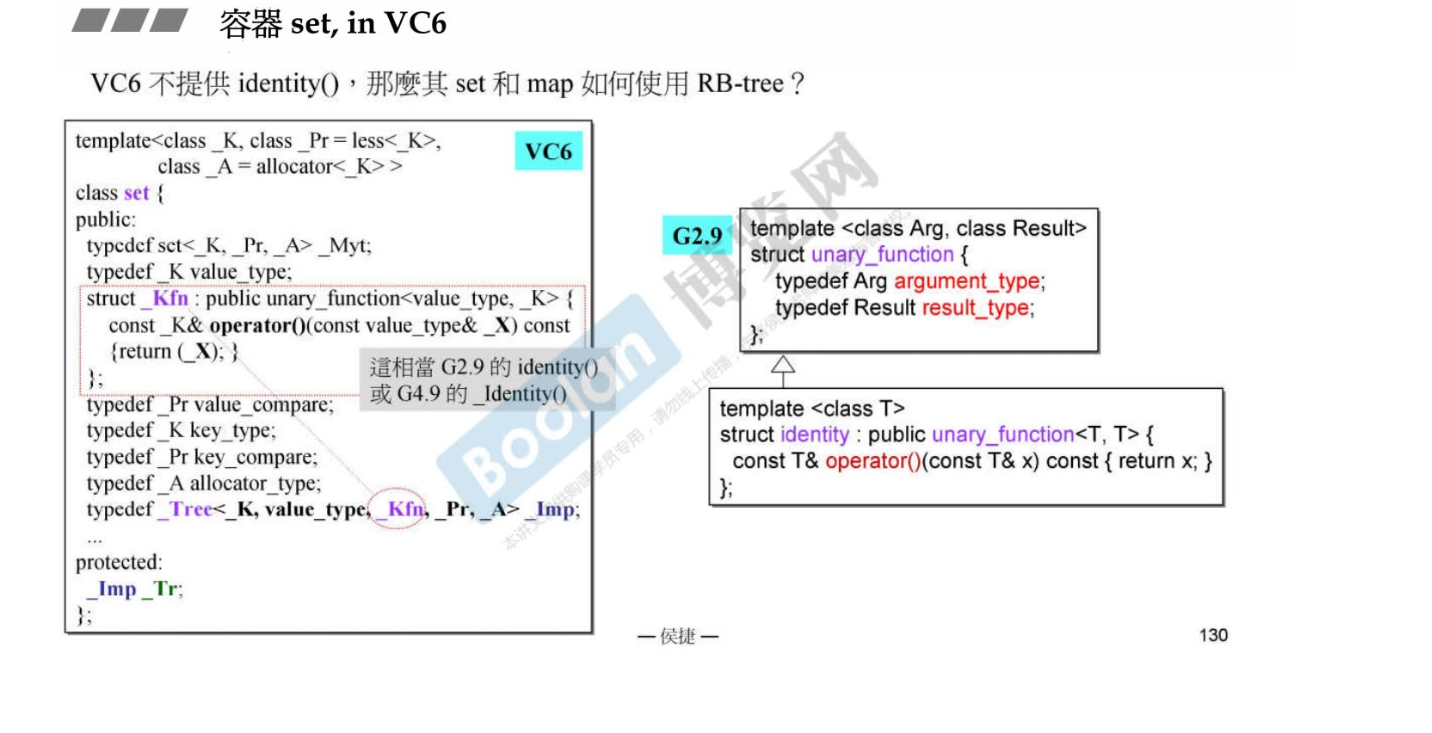 容器 set, in VC6
VC6 不提供 identity()，那麼其 set 和 map 如何使用 RB-tree？
template<class _K, class _Pr = less<_K>,
class _A = allocator<_K> >
VC6
class set {
public:
typedef set<_K, _Pr, _A> _Myt;
typedef _K value_type;
struct _Kfn : public unary_function<value_type, _K> {
const _K& operator()(const value_type& _X) const
{return (_X); }
};
這相當 G2.9 的 identity()
或 G4.9 的 _Identity()
typedef _Pr value_compare;
typedef _K key_type;
typedef _Pr key_compare;
typedef _A allocator_type;
typedef _Tree<_K, value_type, _Kfn, _Pr, _A> _Imp;
...
protected:
_Imp _Tr;
};
G2.9
template <class Arg, class Result>
struct unary_function {
typedef Arg argument_type;
typedef Result result_type;
};
template <class T>
struct identity : public unary_function<T, T> {
const T& operator()(const T& x) const { return x; }
};
Boolan
博览网
— 侯捷 —
130